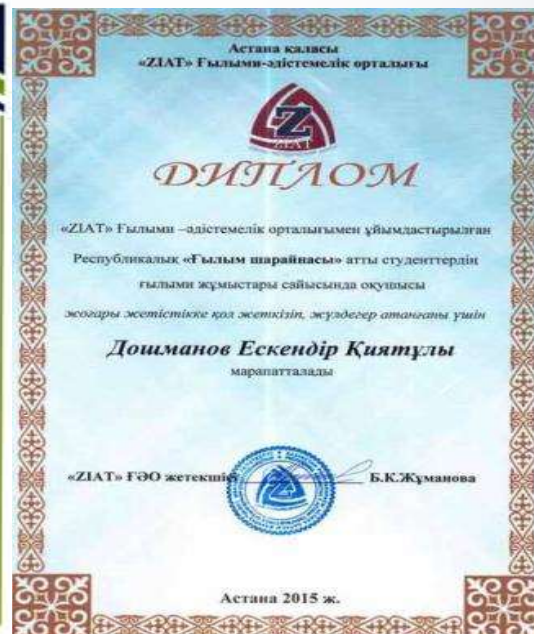 Астана қаласы
«ZIAT» Ғылыми-әдістемелік орталығы
Z
ZIAT
ДИПЛОМ
«ZIAT» Ғылыми –әдістемелік орталығымен ұйымдастырылған
Республикалық «Ғылым шарайнасы» атты студенттердің
ғылыми жұмыстары сайысында оқушысы
жоғары жетістікке қол жеткізіп, жүлдегер атанғаны үшін
Дошманов Ескендір Қиятұлы
марапатталады
«ZIAT» ҒӘО жетекшісі Б.К.Жұманова
Астана 2015 ж.